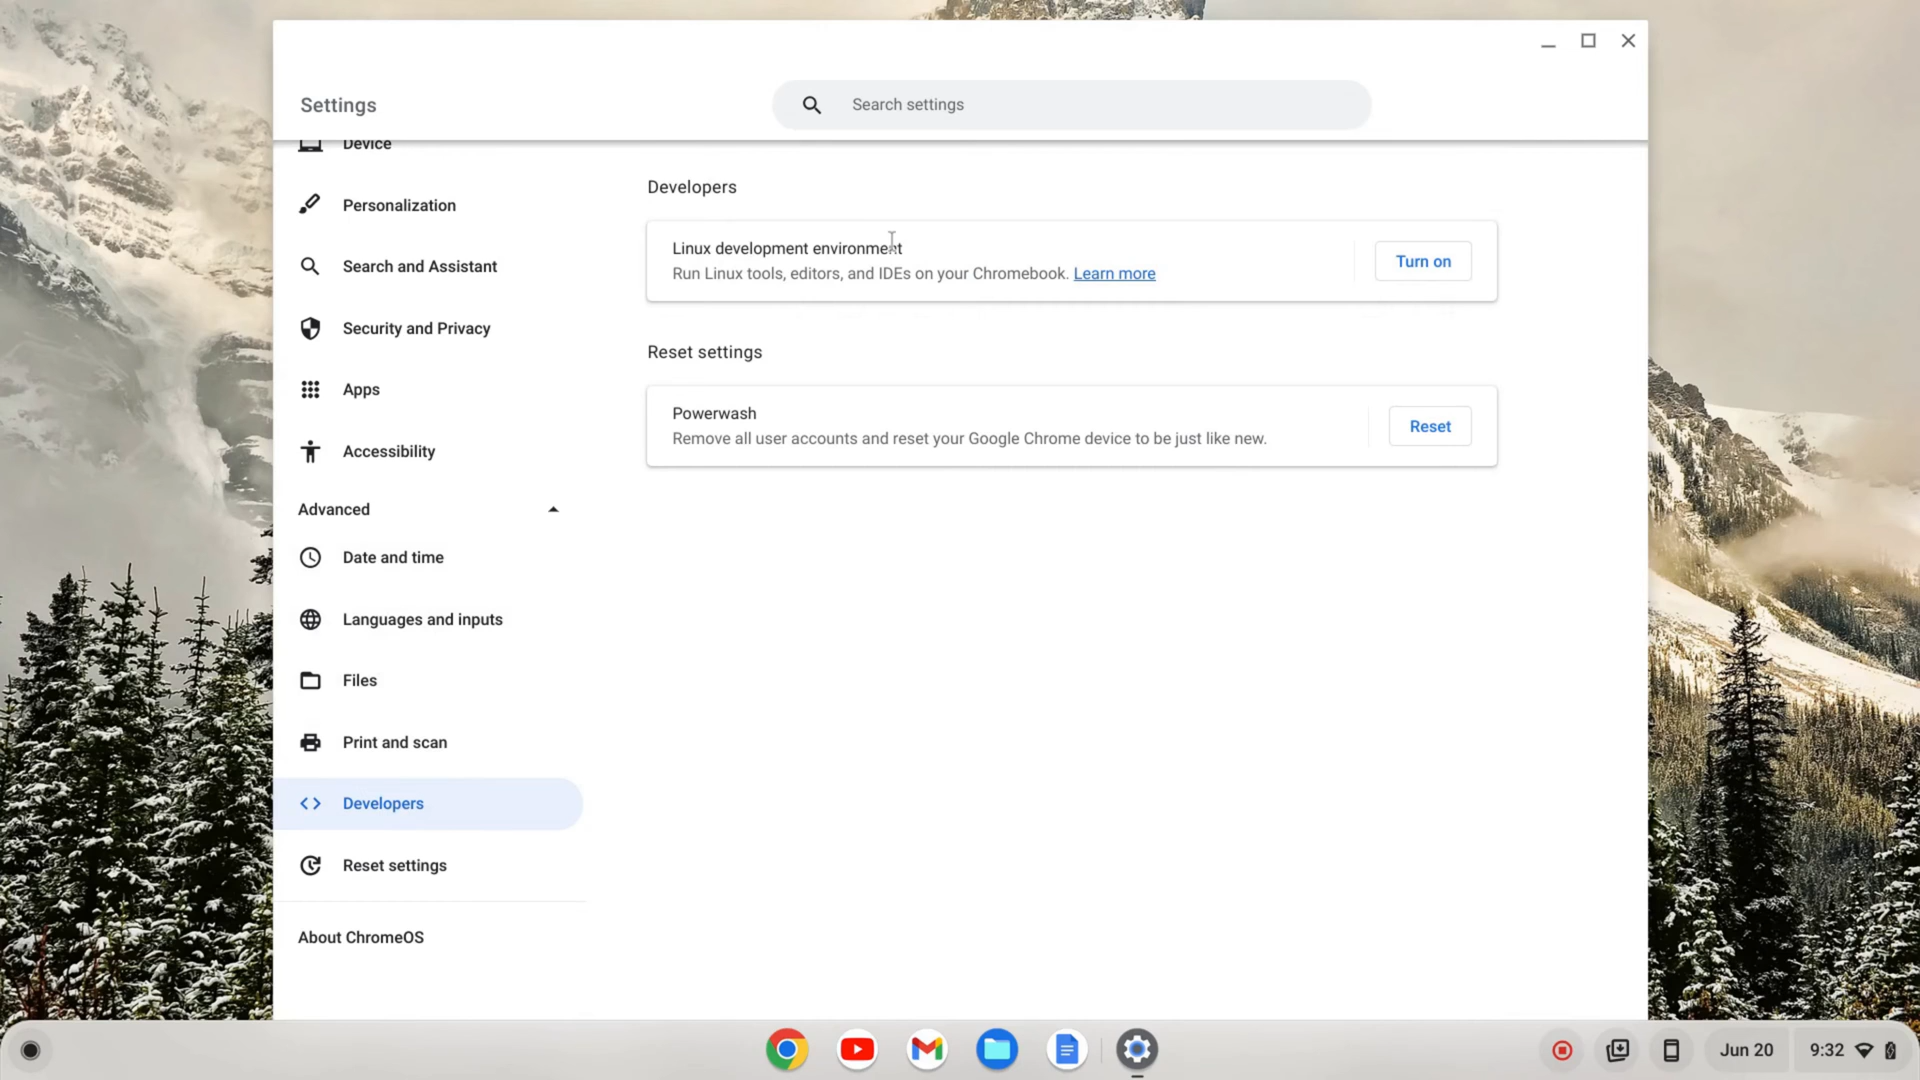 Settings
Search settings
Device
Personalization
Search and Assistant
Security and Privacy
Apps
Accessibility
Advanced
Date and time
Languages and inputs
Files
Print and scan
Developers
Reset settings
About ChromeOS
Developers
Linux development environment
Run Linux tools, editors, and IDEs on your Chromebook. Learn more
Turn on
Reset settings
Powerwash
Remove all user accounts and reset your Google Chrome device to be just like new.
Reset
Jun 20
9:32